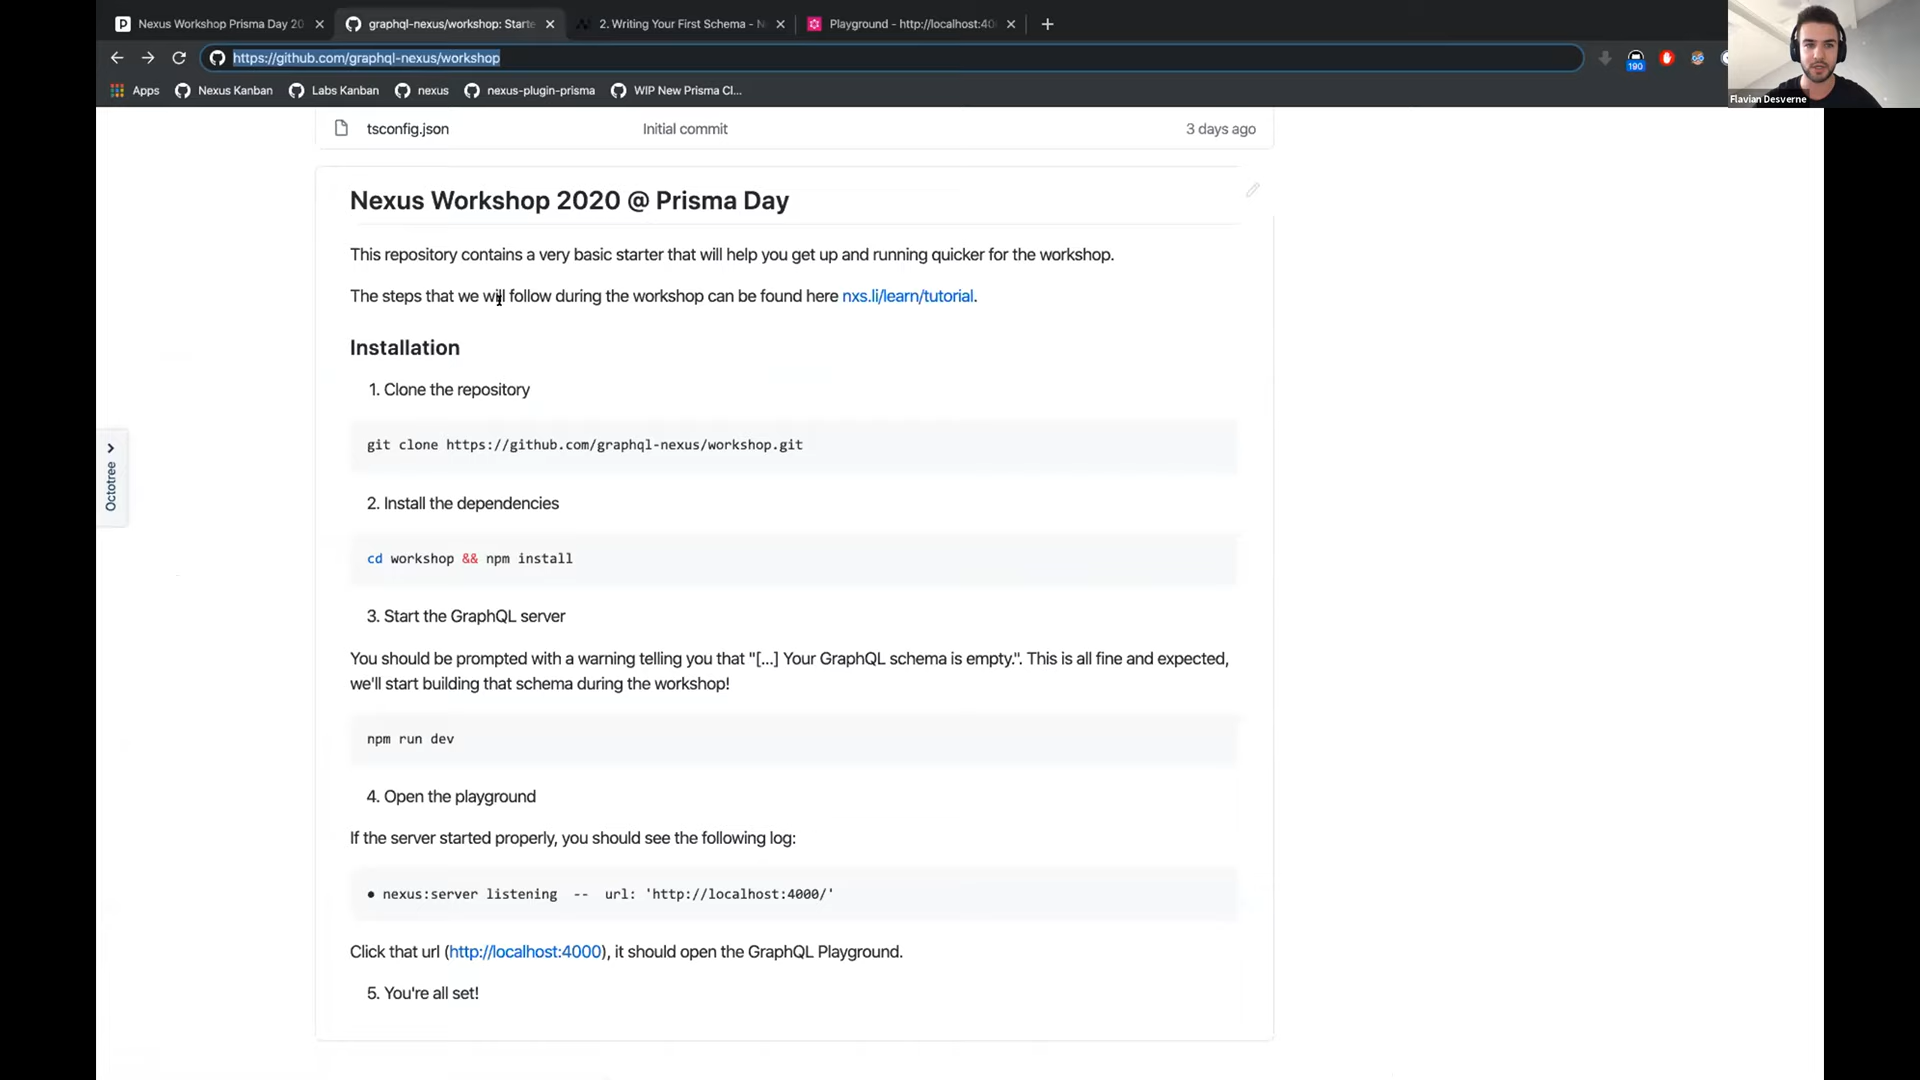 Nexus Workshop Prisma Day 20
graphql-nexus/workshop: Starte
2. Writing Your First Schema - N
Playground - http://localhost:40
https://github.com/graphql-nexus/workshop
190
Apps
Nexus Kanban
Labs Kanban
nexus
nexus-plugin-prisma
WIP New Prisma Cl...
Flavian Desverne
tsconfig.json
Initial commit
3 days ago
Nexus Workshop 2020 @ Prisma Day
This repository contains a very basic starter that will help you get up and running quicker for the workshop.
The steps that we will follow during the workshop can be found here nxs.li/learn/tutorial.
Installation
1. Clone the repository
git clone https://github.com/graphql-nexus/workshop.git
Octotree
2. Install the dependencies
cd workshop && npm install
3. Start the GraphQL server
You should be prompted with a warning telling you that "[...] Your GraphQL schema is empty.". This is all fine and expected,
we'll start building that schema during the workshop!
npm run dev
4. Open the playground
If the server started properly, you should see the following log:
● nexus:server listening  --  url: 'http://localhost:4000/'
Click that url (http://localhost:4000), it should open the GraphQL Playground.
5. You're all set!